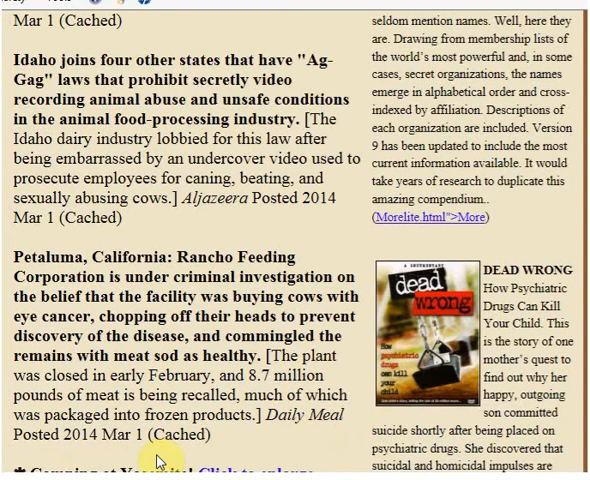 Mar 1 (Cached)
Idaho joins four other states that have "Ag-
Gag" laws that prohibit secretly video
recording animal abuse and unsafe conditions
in the animal food-processing industry. [The
Idaho dairy industry lobbied for this law after
being embarrassed by an undercover video used to
prosecute employees for caning, beating, and
sexually abusing cows.] Aljazeera Posted 2014
Mar 1 (Cached)
Petaluma, California: Rancho Feeding
Corporation is under criminal investigation on
the belief that the facility was buying cows with
eye cancer, chopping off their heads to prevent
discovery of the disease, and commingled the
remains with meat sod as healthy. [The plant
was closed in early February, and 8.7 million
pounds of meat is being recalled, much of which
was packaged into frozen products.] Daily Meal
Posted 2014 Mar 1 (Cached)
seldom mention names. Well, here they
are. Drawing from membership lists of
the world's most powerful and, in some
cases, secret organizations, the names
emerge in alphabetical order and cross-
indexed by affiliation. Descriptions of
each organization are included. Version
9 has been updated to include the most
current information available. It would
take years of research to duplicate this
amazing compendium..
(Morelite.html">More)
A DOCUMENTARY
dead
wrong
How
psychiatric
drugs
can kill
your
child
DEAD WRONG
How Psychiatric
Drugs Can Kill
Your Child. This
is the story of one
mother's quest to
find out why her
happy, outgoing
son committed
suicide shortly after being placed on
psychiatric drugs. She discovered that
suicidal and homicidal impulses are